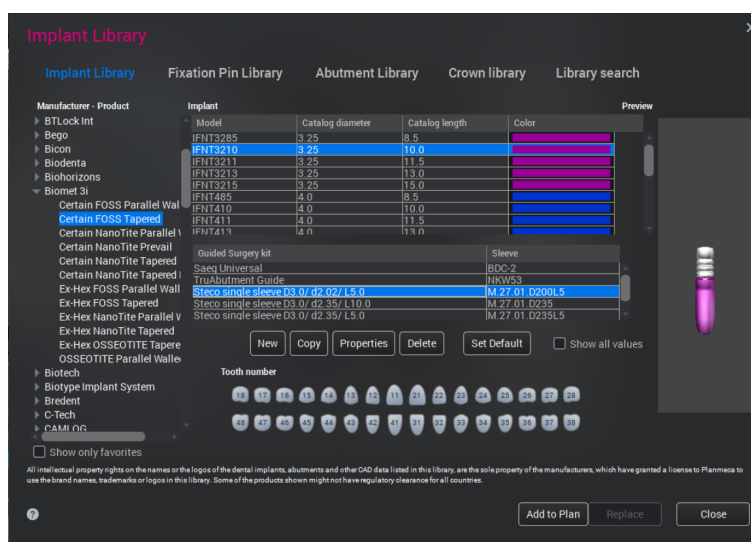 Implant Library
Implant Library Fixation Pin Library Abutment Library Crown library Library search
Manufacturer - Product
BTLock Int
Bego
Bicon
Biodenta
Biohorizons
Biomet 3i
Certain FOSS Parallel Wal
Certain FOSS Tapered
Certain NanoTite Parallel
Certain NanoTite Prevail
Certain NanoTite Tapered
Certain NanoTite Tapered
Ex-Hex FOSS Parallel Wall
Ex-Hex FOSS Tapered
Ex-Hex NanoTite Parallel
Ex-Hex NanoTite Tapered
Ex-Hex OSSEOTITE Tapere
OSSEOTITE Parallel Walle
Biotech
Biotype Implant System
Bredent
C-Tech
CAMLOG
Show only favorites
Implant
Model Catalog diameter Catalog length Color
IFNT3285 3.25 8.5
IFNT3210 3.25 10.0
IFNT3211 3.25 11.5
IFNT3213 3.25 13.0
IFNT3215 3.25 15.0
IFNT485 4.0 8.5
IFNT410 4.0 10.0
IFNT411 4.0 11.5
IFNT413 4.0 13.0
Guided Surgery kit Sleeve
Saeq Universal BDC-2
TruAbutment Guide NKW53
Steco single sleeve D3.0/ d2.02/ L5.0 M.27.01.D200L5
Steco single sleeve D3.0/ d2.35/ L10.0 M.27.01.D235
Steco single sleeve D3.0/ d2.35/ L5.0 M.27.01.D235L5
New Copy Properties Delete Set Default Show all values
Tooth number
18 17 16 15 14 13 12 11 21 22 23 24 25 26 27 28
48 47 46 45 44 43 42 41 31 32 33 34 35 36 37 38
Preview
All intellectual property rights on the names or the logos of the dental implants, abutments and other CAD data listed in this library, are the sole property of the manufacturers, which have granted a license to Planmeca to
use the brand names, trademarks or logos in this library. Some of the products shown might not have regulatory clearance for all countries.
?
Add to Plan Replace Close